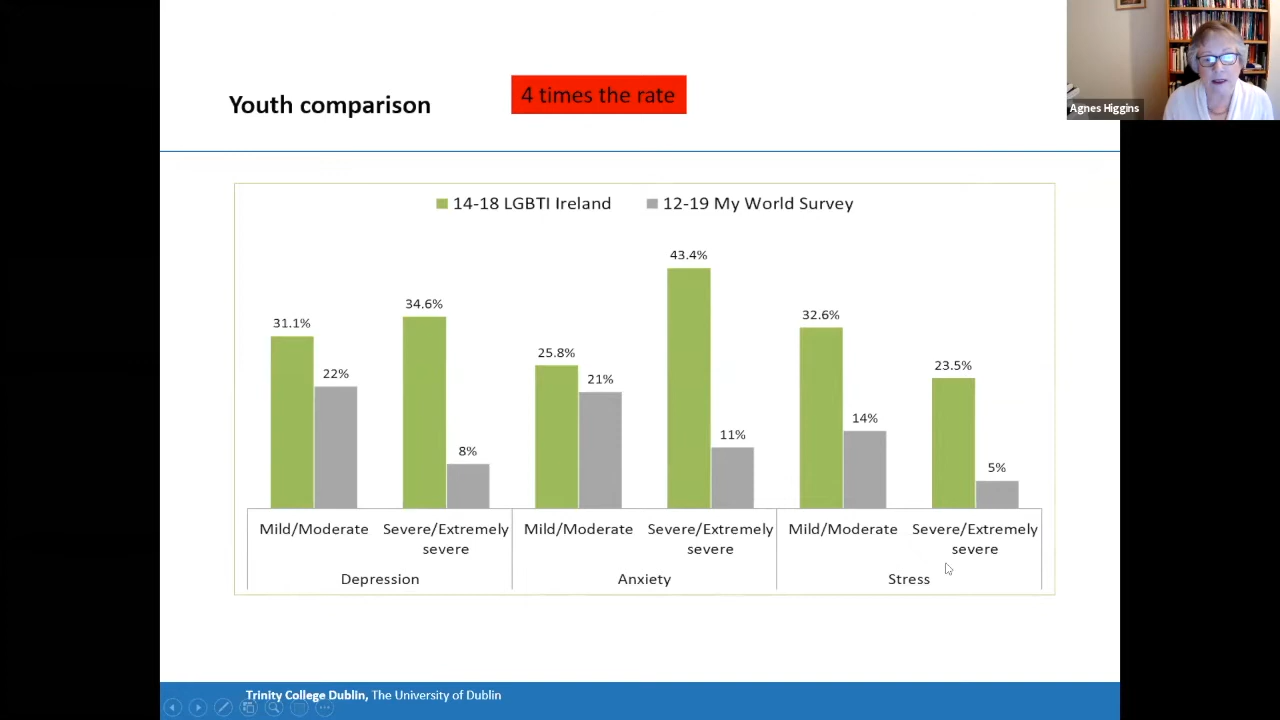 Agnes Higgins
Youth comparison
4 times the rate
14-18 LGBTI Ireland
12-19 My World Survey
31.1%
22%
34.6%
8%
25.8%
21%
43.4%
11%
32.6%
14%
23.5%
5%
Mild/Moderate
Severe/Extremely
severe
Mild/Moderate
Severe/Extremely
severe
Mild/Moderate
Severe/Extremely
severe
Depression
Anxiety
Stress
Trinity College Dublin, The University of Dublin